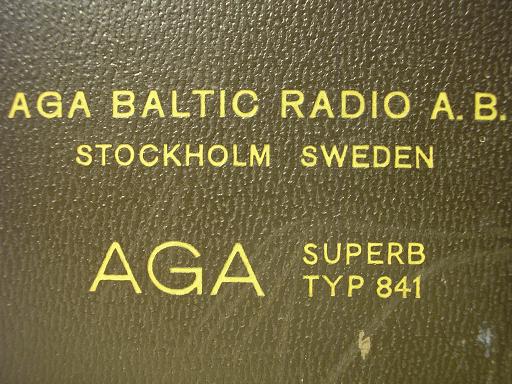 AGA BALTIC RADIO A.B.
STOCKHOLM SWEDEN
AGA
SUPERB
TYP 841